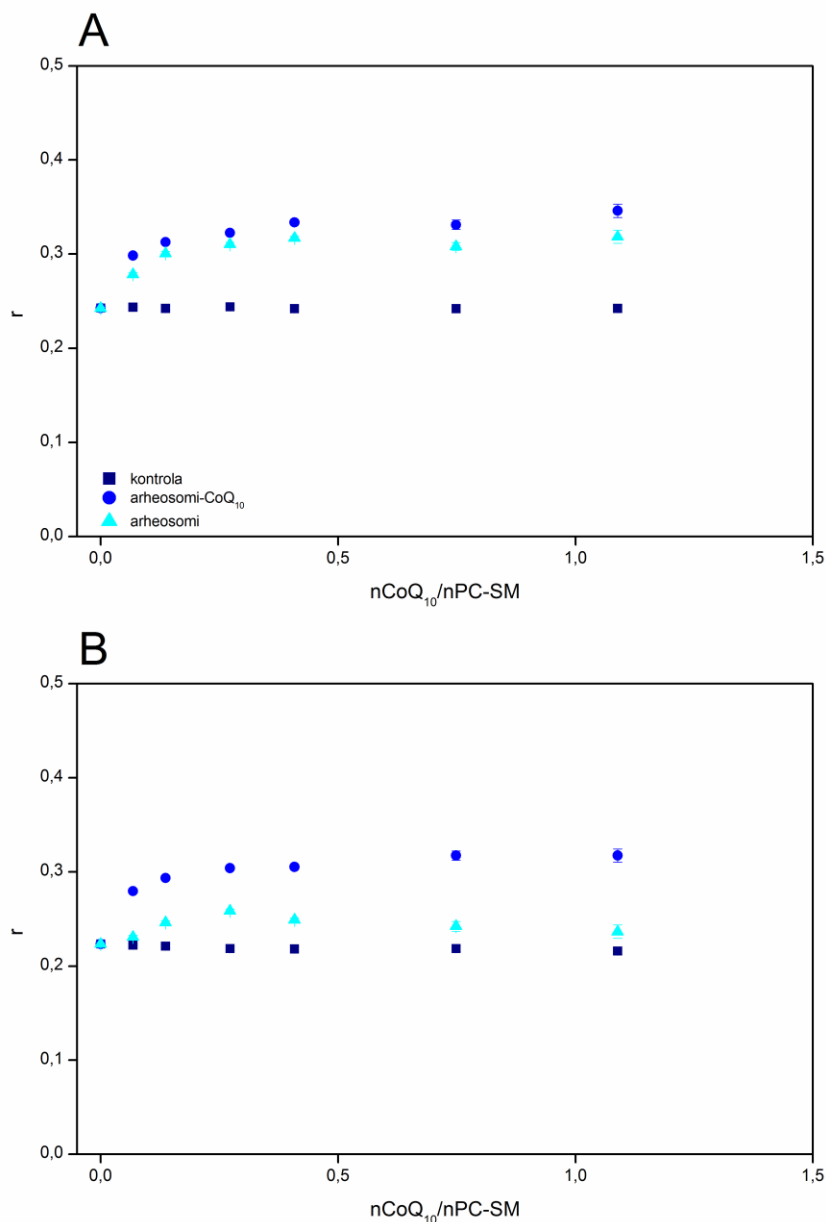 A
0,5
0,4
0,3
r
0,2
0,1
kontrola
arheosomi-CoQ₁₀
arheosomi
0,0
0,0 0,5 1,0 1,5
nCoQ₁₀/nPC-SM
B
0,5
0,4
0,3
r
0,2
0,1
0,0
0,0 0,5 1,0 1,5
nCoQ₁₀/nPC-SM